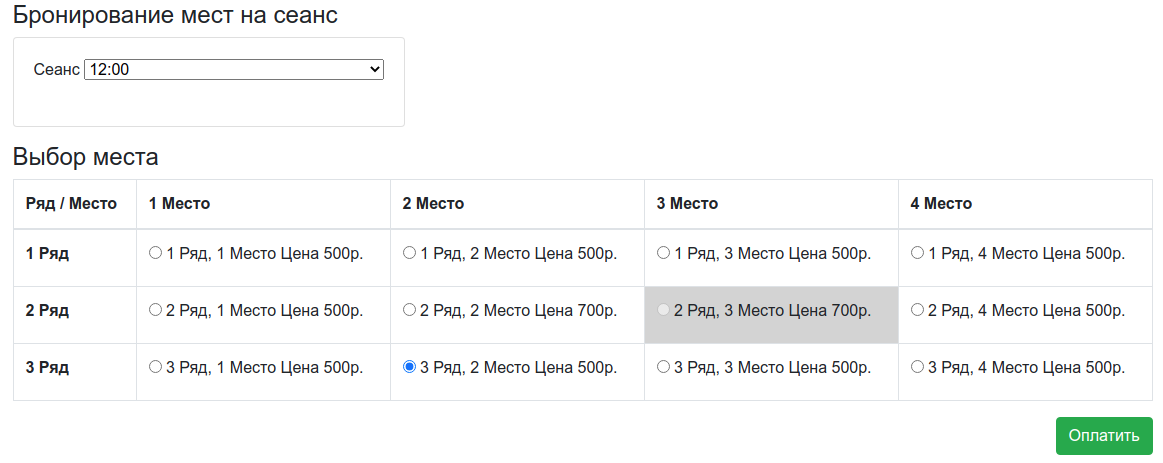 Бронирование мест на сеанс
Сеанс 12:00
Выбор места
Ряд / Место 1 Место 2 Место 3 Место 4 Место
1 Ряд 1 Ряд, 1 Место Цена 500р. 1 Ряд, 2 Место Цена 500р. 1 Ряд, 3 Место Цена 500р. 1 Ряд, 4 Место Цена 500р.
2 Ряд 2 Ряд, 1 Место Цена 500р. 2 Ряд, 2 Место Цена 700р. 2 Ряд, 3 Место Цена 700р. 2 Ряд, 4 Место Цена 500р.
3 Ряд 3 Ряд, 1 Место Цена 500р. 3 Ряд, 2 Место Цена 500р. 3 Ряд, 3 Место Цена 500р. 3 Ряд, 4 Место Цена 500р.
Оплатить